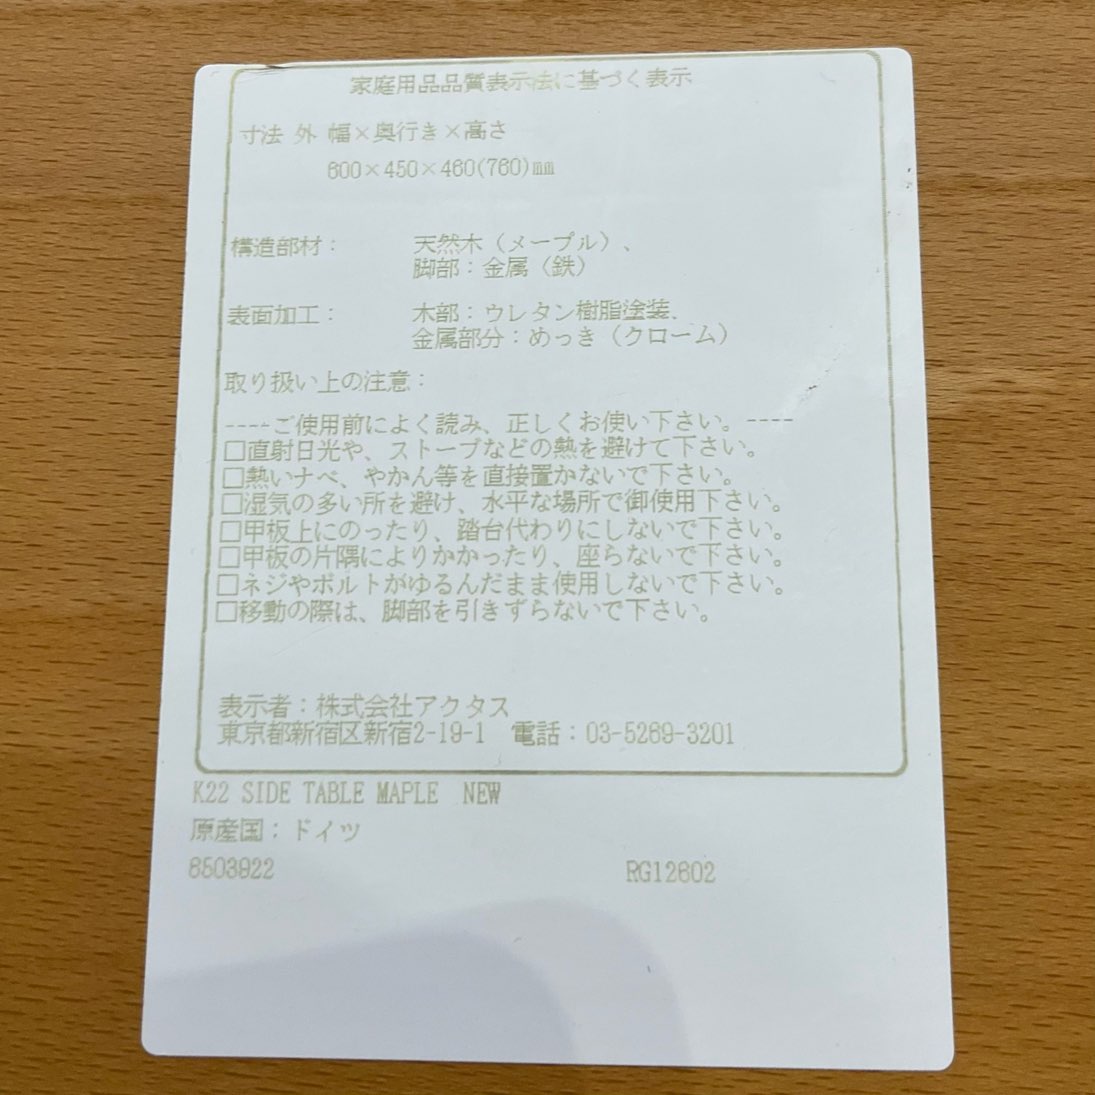 家庭用品品質表示法に基づく表示
寸法 外 幅×奥行き×高さ
600×450×460(760)㎜
構造部材： 天然木（メープル）、
脚部：金属（鉄）
表面加工： 木部：ウレタン樹脂塗装、
金属部分：めっき（クローム）
取り扱い上の注意：
----ご使用前によく読み、正しくお使い下さい。----
□直射日光や、ストーブなどの熱を避けて下さい。
□熱いナベ、やかん等を直接置かないで下さい。
□湿気の多い所を避け、水平な場所で御使用下さい。
□甲板上にのったり、踏台代わりにしないで下さい。
□甲板の片隅によりかかったり、座らないで下さい。
□ネジやボルトがゆるんだまま使用しないで下さい。
□移動の際は、脚部を引きずらないで下さい。
表示者：株式会社アクタス
東京都新宿区新宿2-19-1 電話：03-5269-3201
K22 SIDE TABLE MAPLE NEW
原産国：ドイツ
6503922 RG12602